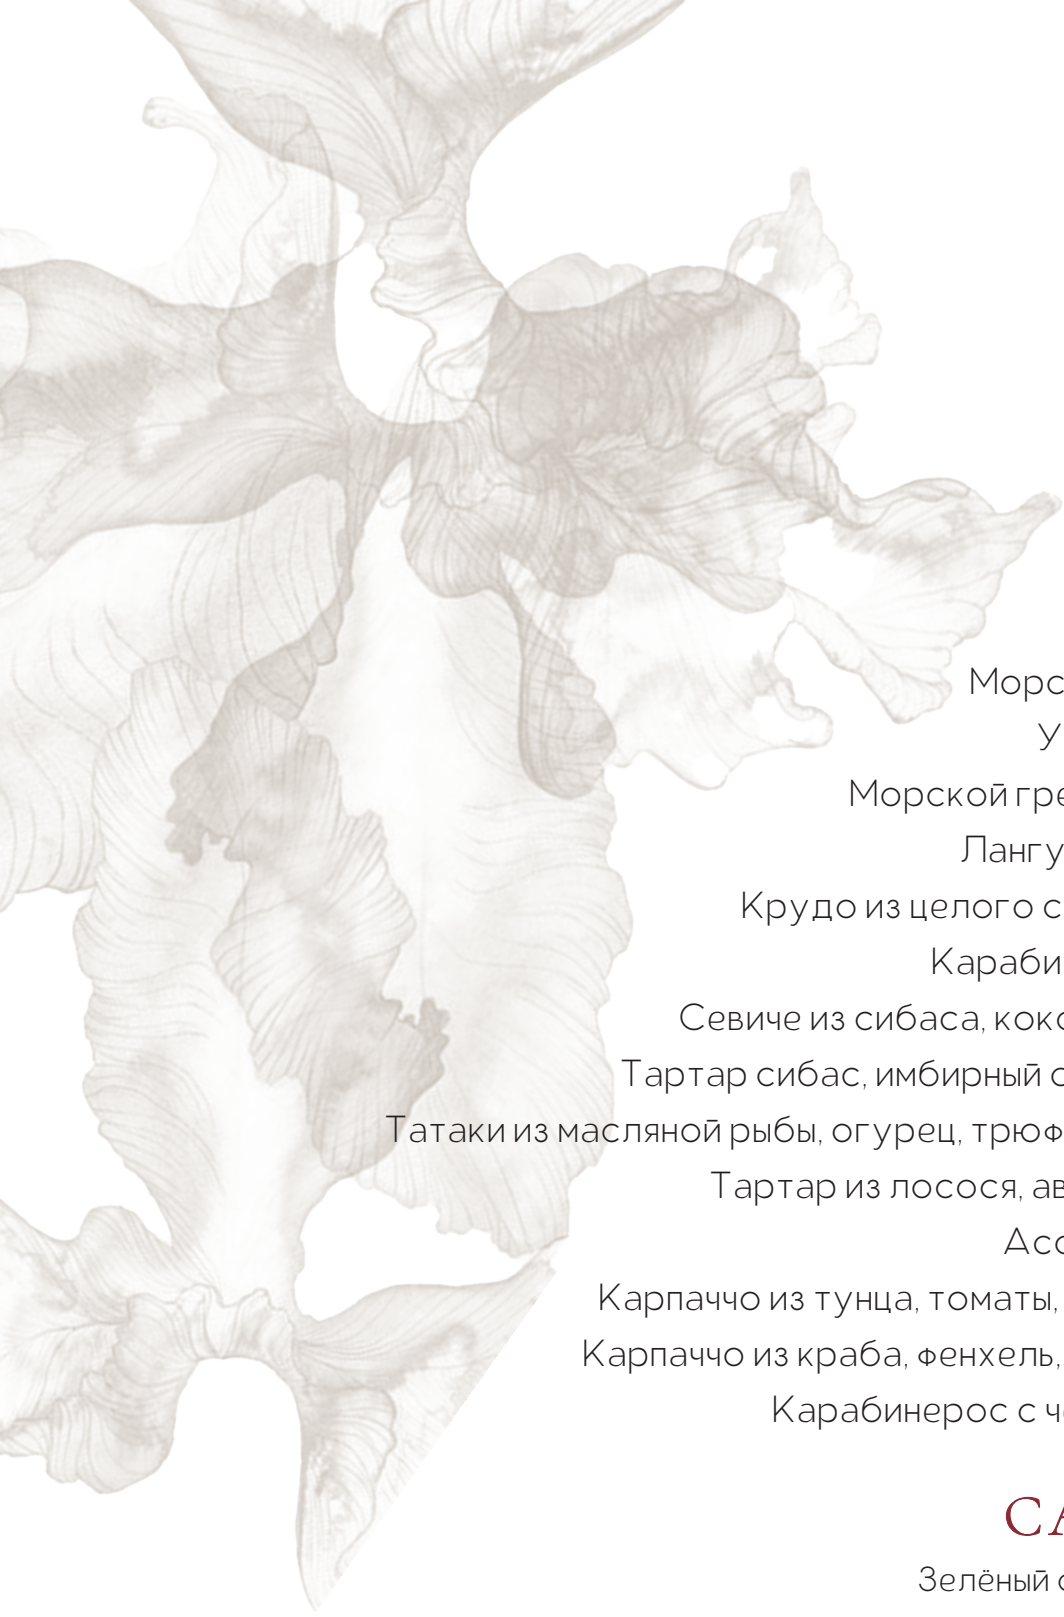 Морс
У
Морской гре
Лангу
Крудо из целого с
Караби
Севиче из сибаса, коко
Тартар сибас, имбирный с
Татаки из масляной рыбы, огурец, трюф
Тартар из лосося, ав
Асс
Карпаччо из тунца, томаты,
Карпаччо из краба, фенхель,
Карабинерос с че
СА
Зелёный с